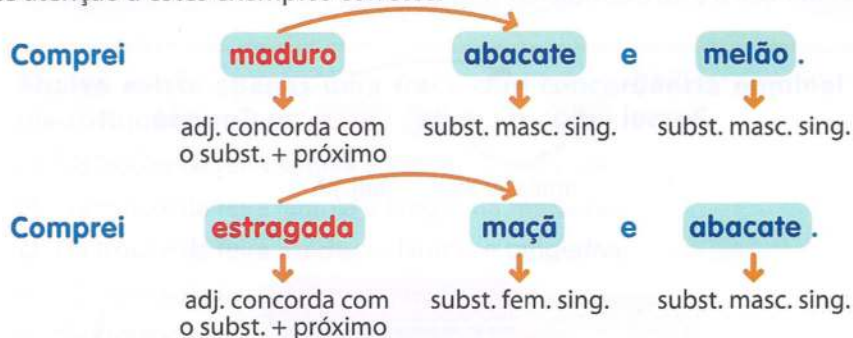 Comprei maduro abacate e melão.
adj. concorda com subst. masc. sing. subst. masc. sing.
o subst. + próximo
Comprei estragada maçã e abacate.
adj. concorda com subst. fem. sing. subst. masc. sing.
o subst. + próximo